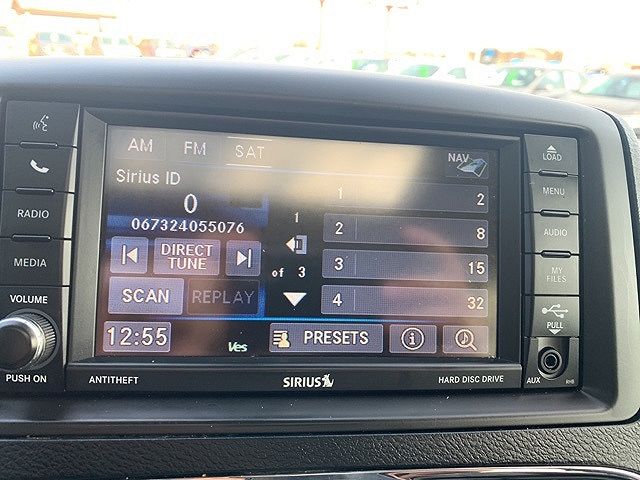 AM FM SAT NAV
Sirius ID
0
067324055076
DIRECT TUNE
SCAN REPLAY
12:55
Ves
1 of 3
1 2
2 8
3 15
4 32
PRESETS
RADIO
MEDIA
VOLUME
PUSH ON
LOAD
MENU
AUDIO
MY FILES
PULL
AUX
RHB
ANTITHEFT
SIRIUS
HARD DISC DRIVE